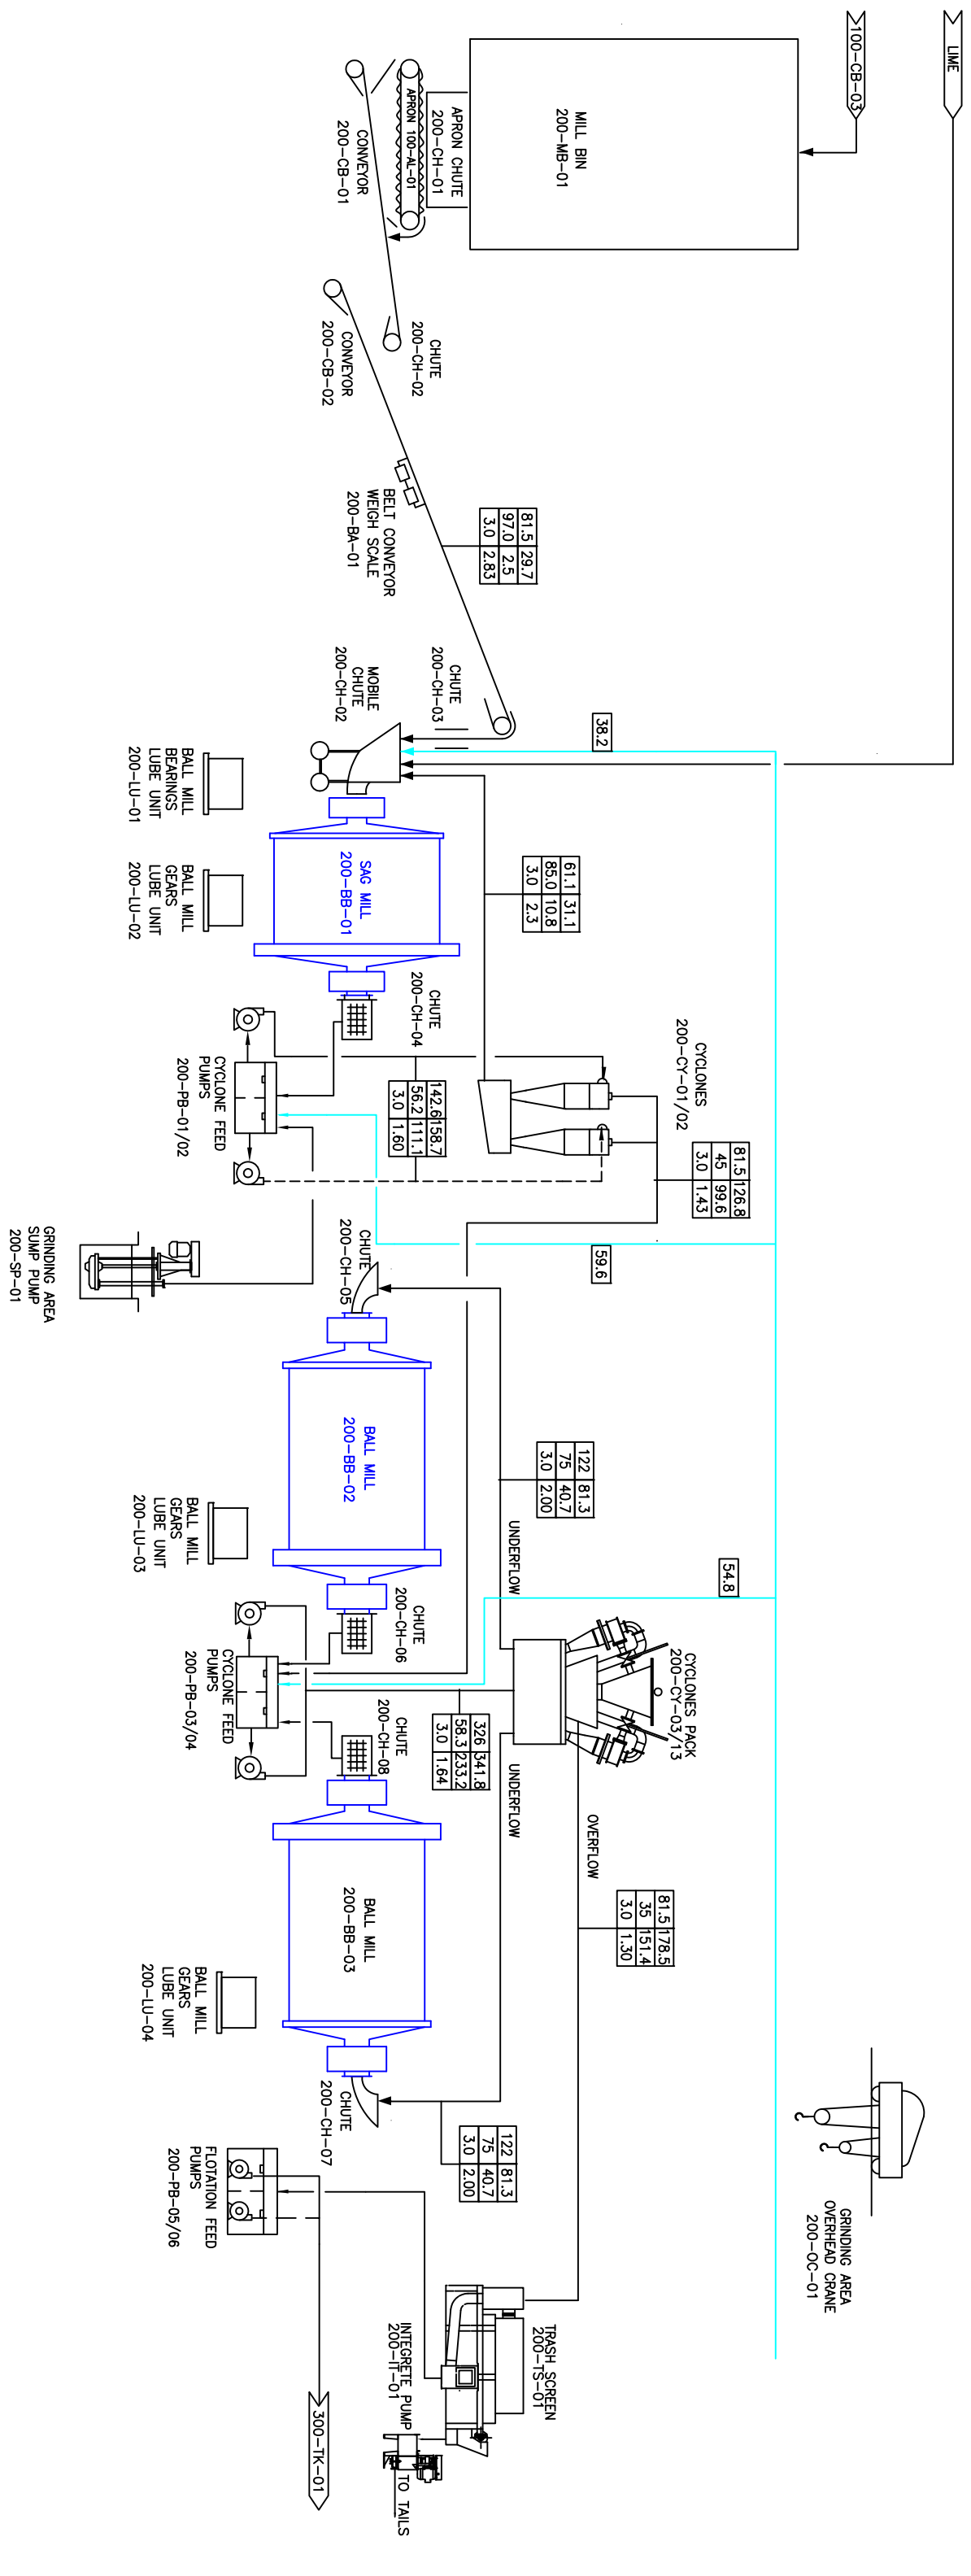 LIME
100-CB-03
MILL BIN
200-MB-01
APRON CHUTE
200-CH-01
APRON 100-AL-01
CONVEYOR
200-CB-01
CHUTE
200-CH-02
CONVEYOR
200-CB-02
BELT CONVEYOR
WEIGH SCALE
200-BA-01
81.5 29.7
97.0 2.5
3.0 2.83
CHUTE
200-CH-03
MOBILE
CHUTE
200-CH-02
38.2
BALL MILL
BEARINGS
LUBE UNIT
200-LU-01
SAG MILL
200-BB-01
BALL MILL
GEARS
LUBE UNIT
200-LU-02
61.1 31.1
85.0 10.8
3.0 2.3
CHUTE
200-CH-04
CYCLONES
200-CY-01/02
CYCLONE FEED
PUMPS
200-PB-01/02
142.6 158.7
56.2 111.1
3.0 1.60
81.5 126.8
45 99.6
3.0 1.43
59.6
GRINDING AREA
SUMP PUMP
200-SP-01
CHUTE
200-CH-05
BALL MILL
200-BB-02
122 81.3
75 40.7
3.0 2.00
BALL MILL
GEARS
LUBE UNIT
200-LU-03
UNDERFLOW
54.8
CHUTE
200-CH-06
CYCLONES PACK
200-CY-03/13
CYCLONE FEED
PUMPS
200-PB-03/04
326 341.8
58.3 233.2
3.0 1.64
CHUTE
200-CH-08
UNDERFLOW
OVERFLOW
BALL MILL
200-BB-03
81.5 178.5
35 151.4
3.0 1.30
BALL MILL
GEARS
LUBE UNIT
200-LU-04
CHUTE
200-CH-07
122 81.3
75 40.7
3.0 2.00
GRINDING AREA
OVERHEAD CRANE
200-OC-01
FLOTATION FEED
PUMPS
200-PB-05/06
TRASH SCREEN
200-TS-01
INTEGRETE PUMP
200-IT-01
TO TAILS
300-TK-01